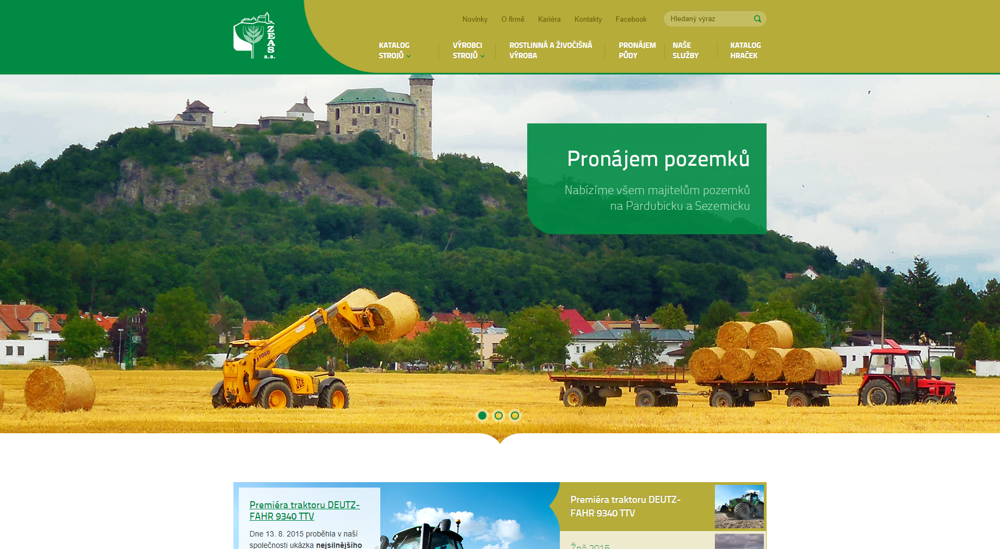 ZEAS
a.s.
Novinky
O firmě
Kariéra
Kontakty
Facebook
Hledaný výraz
KATALOG
STROJŮ
VÝROBCI
STROJŮ
ROSTLINNÁ A ŽIVOČIŠNÁ
VÝROBA
PRONÁJEM
PŮDY
NAŠE
SLUŽBY
KATALOG
HRAČEK
Pronájem pozemků
Nabízíme všem majitelům pozemků
na Pardubicku a Sezemicku
TOKO
JCB
Premiéra traktoru DEUTZ-
FAHR 9340 TTV
Dne 13. 8. 2015 proběhla v naší
společnosti ukázka nejsilnějšího
Premiéra traktoru DEUTZ-
FAHR 9340 TTV
Žně 2015